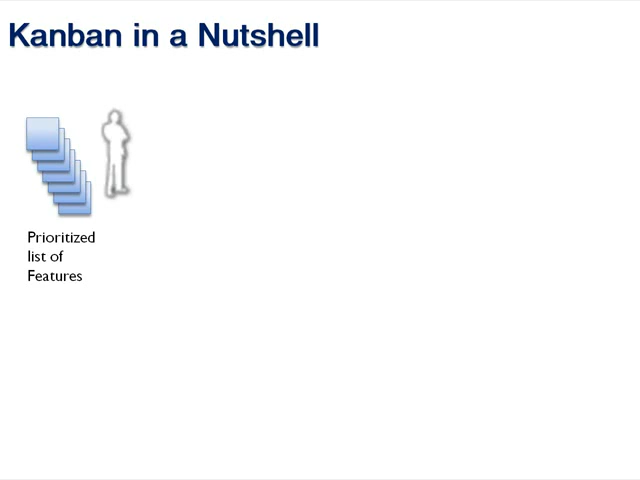 Kanban in a Nutshell
Prioritized
list of
Features